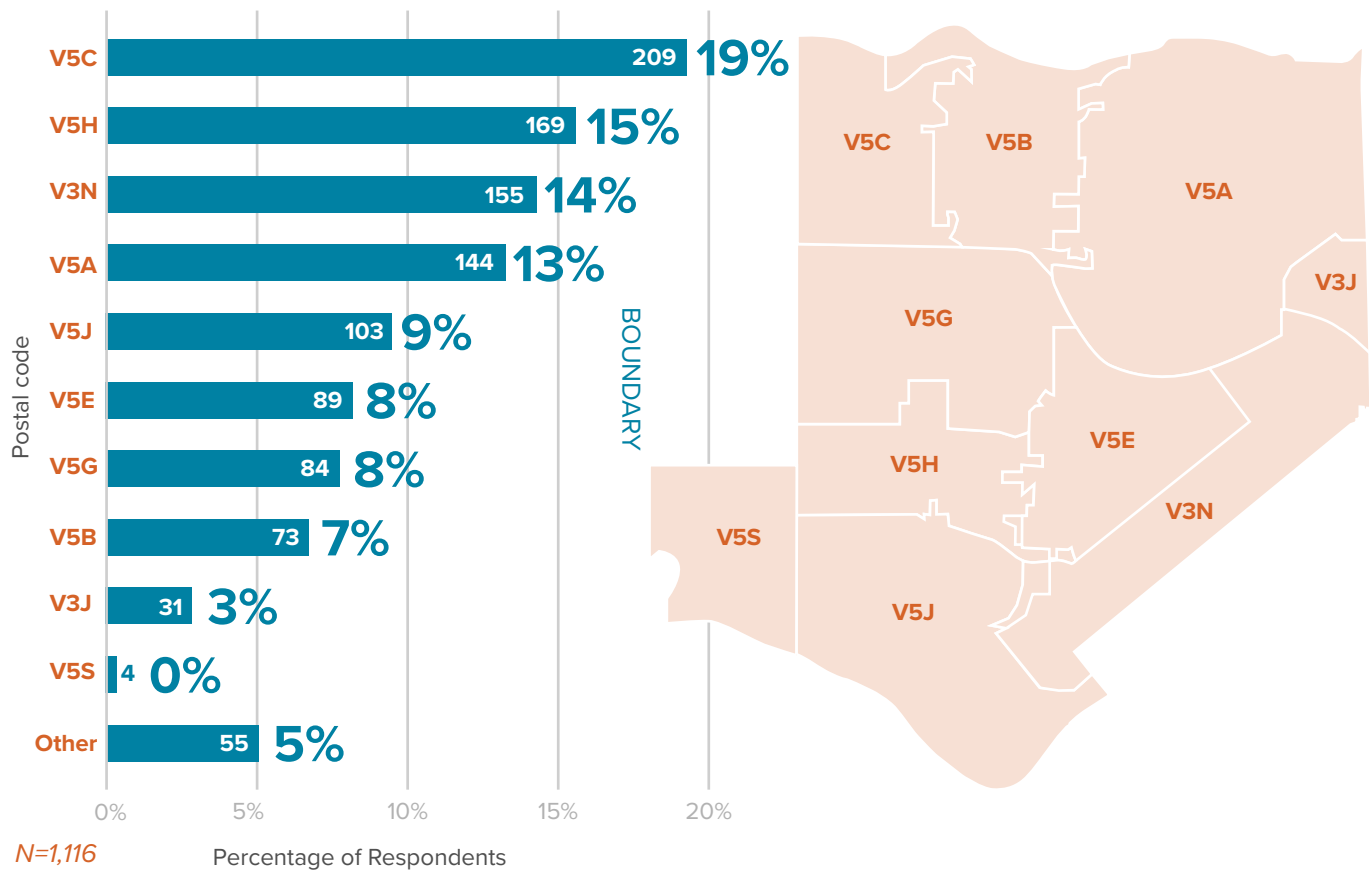 V5C 209 19%
V5H 169 15%
V3N 155 14%
V5A 144 13%
V5J 103 9%
V5E 89 8%
V5G 84 8%
V5B 73 7%
V3J 31 3%
V5S 4 0%
Other 55 5%
Postal code
0% 5% 10% 15% 20%
Percentage of Respondents
N=1,116
BOUNDARY
V5C
V5B
V5A
V3J
V5G
V5E
V5H
V3N
V5S
V5J